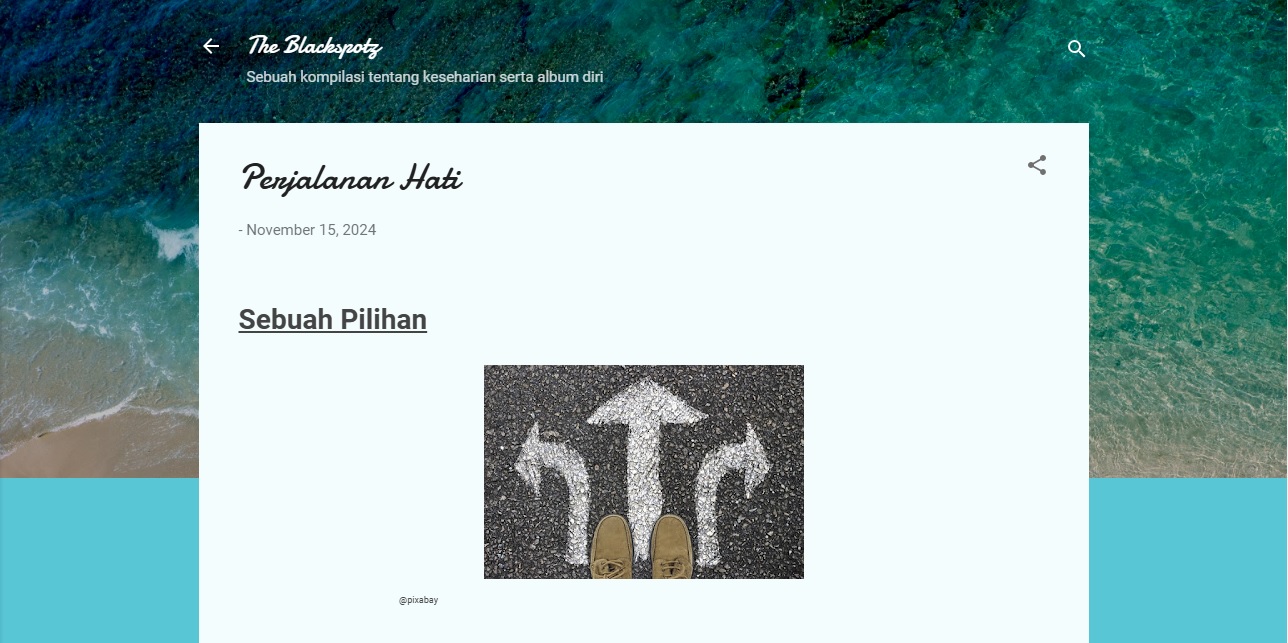 The Blackspotz
Sebuah kompilasi tentang keseharian serta album diri
Perjalanan Hati
- November 15, 2024
Sebuah Pilihan
@pixabay